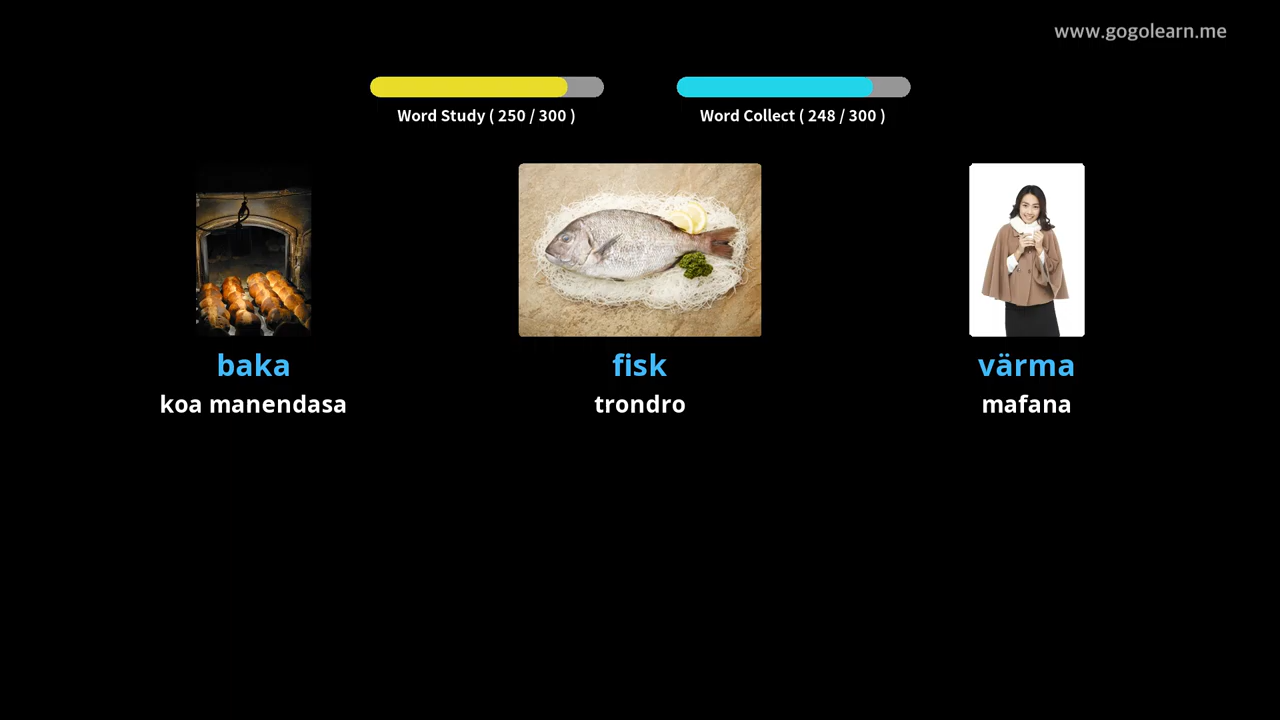 www.gogolearn.me
Word Study ( 250 / 300 )
Word Collect ( 248 / 300 )
baka
fisk
värma
koa manendasa
trondro
mafana